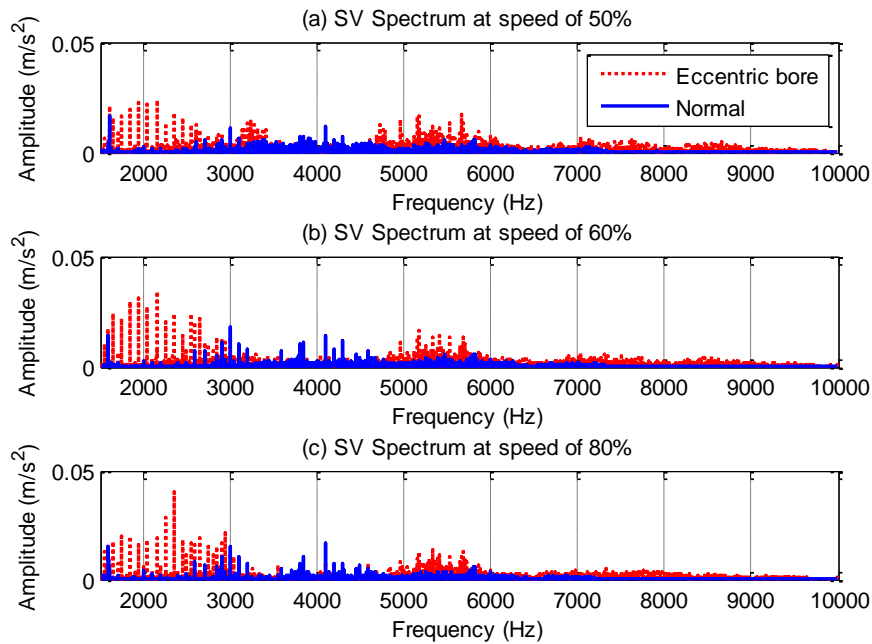 (a) SV Spectrum at speed of 50%
Amplitude (m/s²)
0.05
0
Eccentric bore
Normal
2000 3000 4000 5000 6000 7000 8000 9000 10000
Frequency (Hz)
(b) SV Spectrum at speed of 60%
Amplitude (m/s²)
0.05
0
2000 3000 4000 5000 6000 7000 8000 9000 10000
Frequency (Hz)
(c) SV Spectrum at speed of 80%
Amplitude (m/s²)
0.05
0
2000 3000 4000 5000 6000 7000 8000 9000 10000
Frequency (Hz)